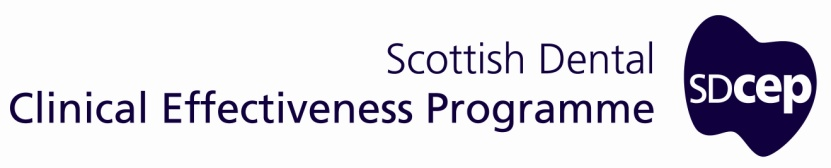 Scottish Dental
Clinical Effectiveness Programme
SDcep